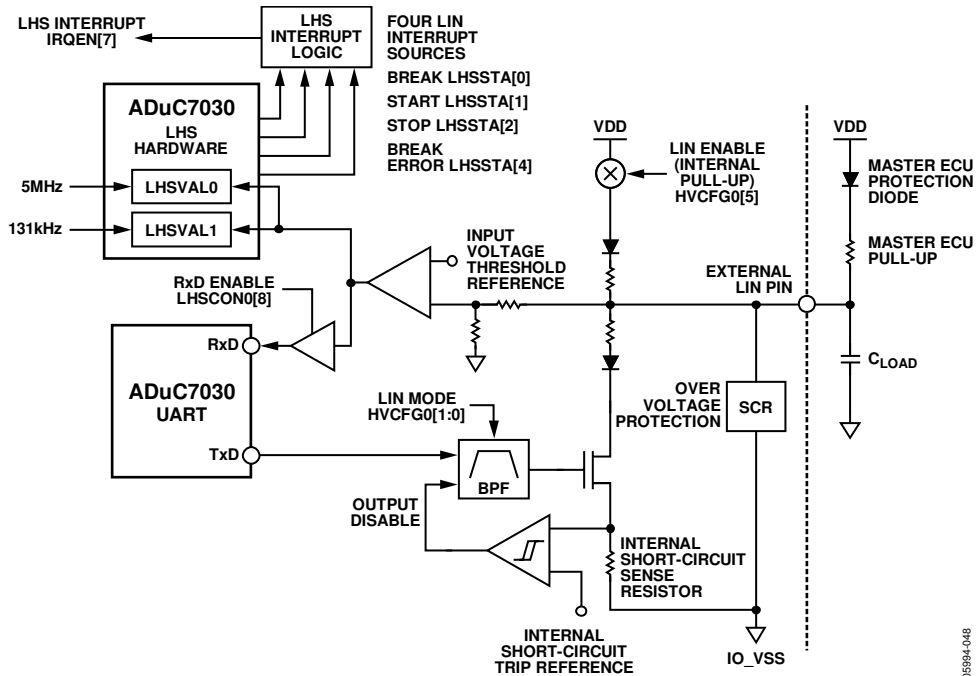 LHS INTERRUPT
IRQEN[7]
LHS
INTERRUPT
LOGIC
FOUR LIN
INTERRUPT
SOURCES
BREAK LHSSTA[0]
START LHSSTA[1]
STOP LHSSTA[2]
BREAK
ERROR LHSSTA[4]
ADuC7030
LHS
HARDWARE
5MHz
LHSVAL0
131kHz
LHSVAL1
VDD
LIN ENABLE
(INTERNAL
PULL-UP)
HVCFG0[5]
VDD
MASTER ECU
PROTECTION
DIODE
MASTER ECU
PULL-UP
INPUT
VOLTAGE
THRESHOLD
REFERENCE
EXTERNAL
LIN PIN
RxD ENABLE
LHSCON0[8]
RxD
ADuC7030
UART
TxD
CLOAD
OVER
VOLTAGE
PROTECTION
SCR
LIN MODE
HVCFG0[1:0]
BPF
OUTPUT
DISABLE
INTERNAL
SHORT-CIRCUIT
SENSE
RESISTOR
INTERNAL
SHORT-CIRCUIT
TRIP REFERENCE
IO_VSS
05994-048